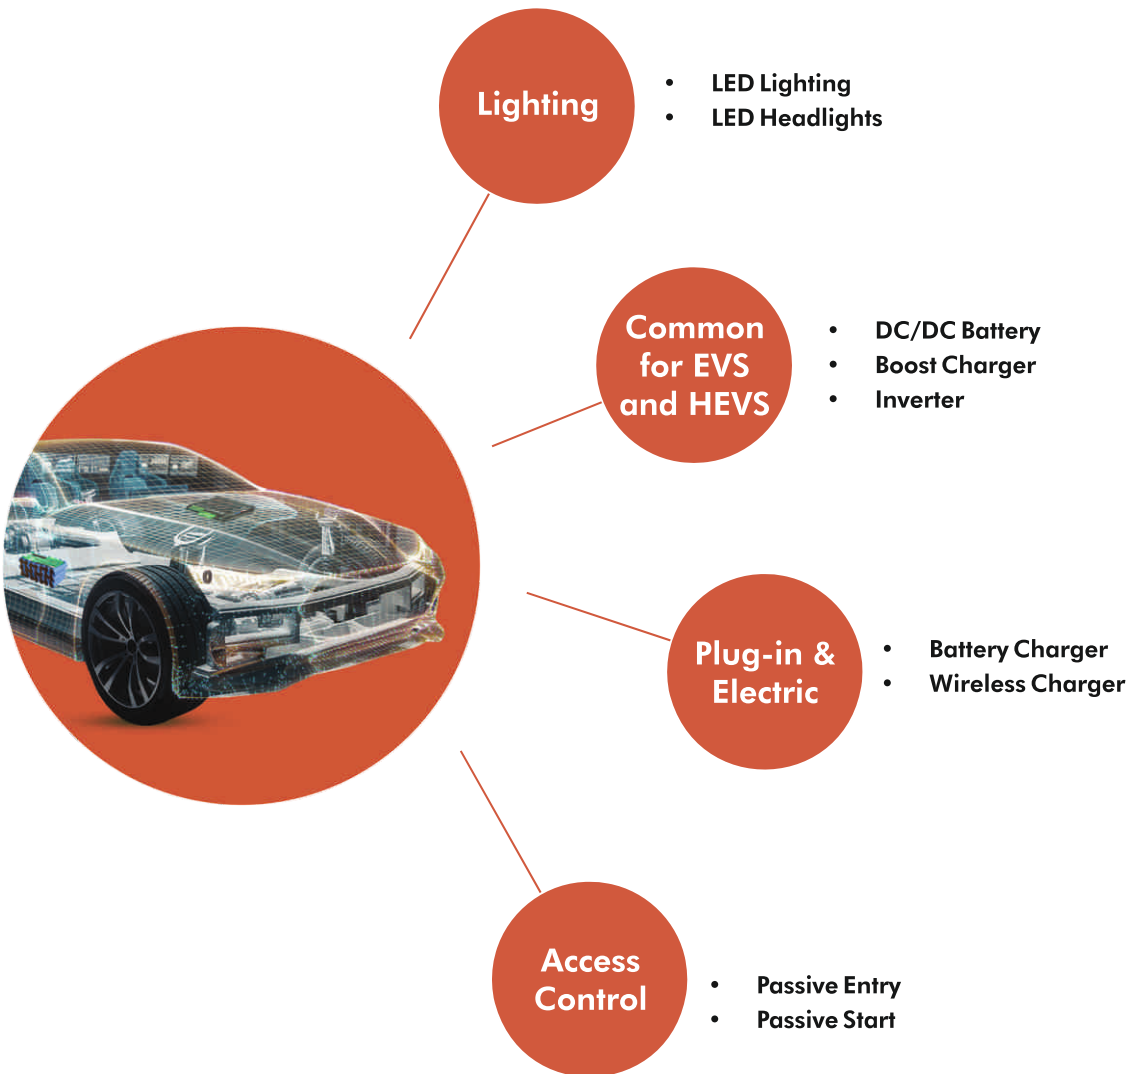 Lighting
• LED Lighting
• LED Headlights
Common
for EVS
and HEVS
• DC/DC Battery
• Boost Charger
• Inverter
Plug-in &
Electric
• Battery Charger
• Wireless Charger
Access
Control
• Passive Entry
• Passive Start